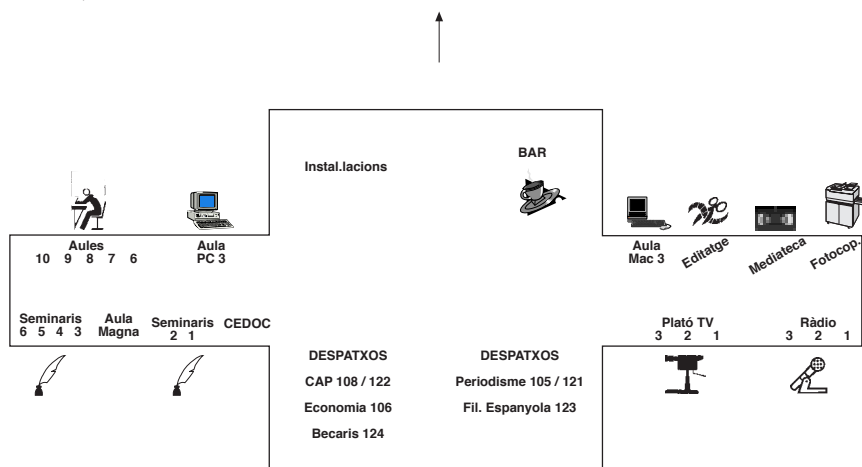 BAR
Instal.lacions
Aules
10 9 8 7 6
Aula
PC 3
Aula
Mac 3
Editatge
Mediateca
Fotocop.
Seminaris
6 5 4 3
Aula
Magna
Seminaris
2 1
CEDOC
Plató TV
3 2 1
Ràdio
3 2 1
DESPATXOS
CAP 108 / 122
Economia 106
Becaris 124
DESPATXOS
Periodisme 105 / 121
Fil. Espanyola 123